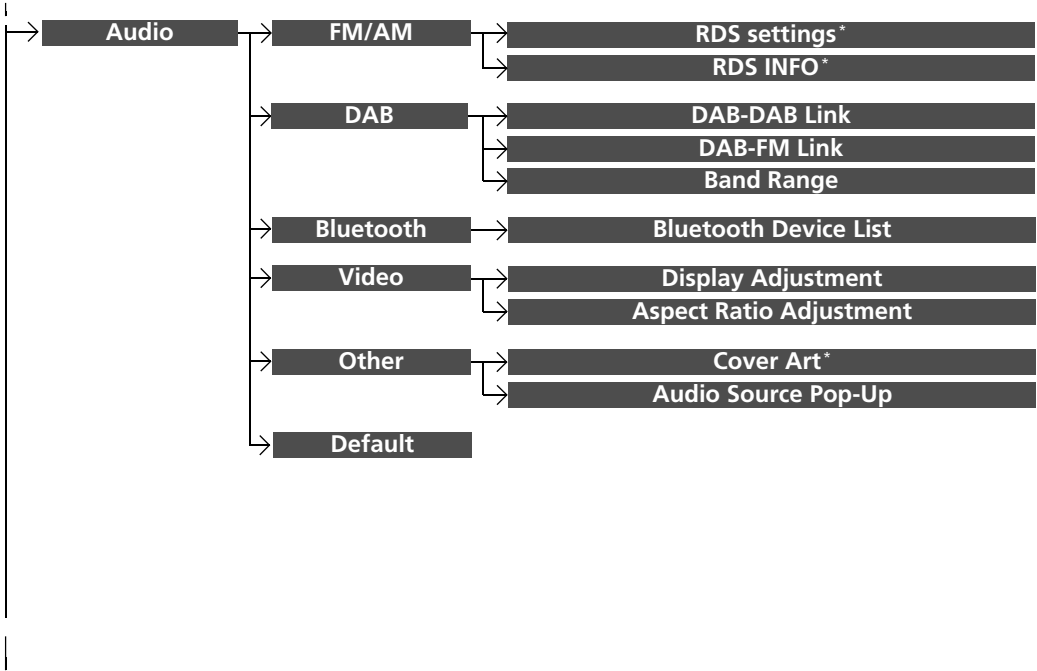 Audio
FM/AM
RDS settings*
RDS INFO*
DAB
DAB-DAB Link
DAB-FM Link
Band Range
Bluetooth
Bluetooth Device List
Video
Display Adjustment
Aspect Ratio Adjustment
Other
Cover Art*
Audio Source Pop-Up
Default